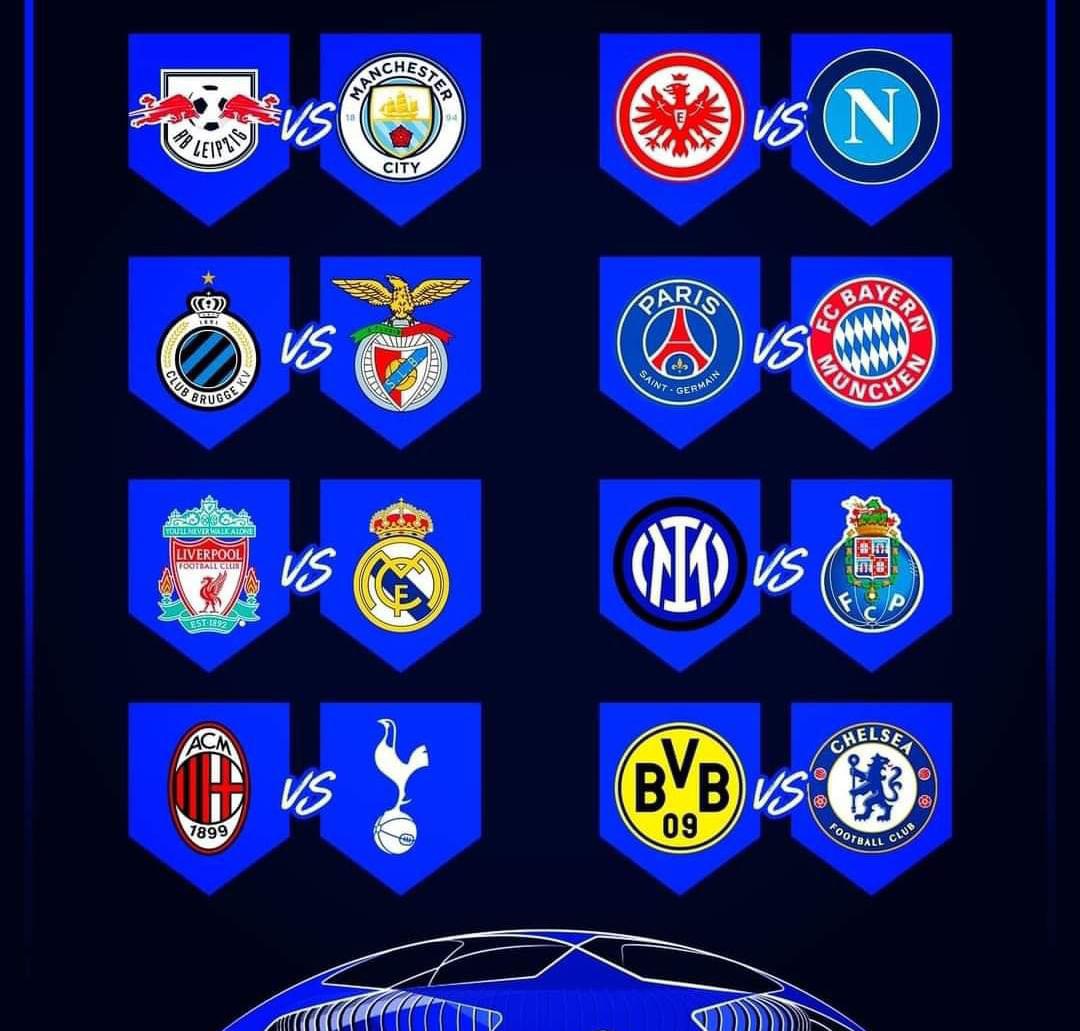 RB LEIPZIG
VS
MANCHESTER
18 94
CITY
E
VS
N
1891
CLUB BRUGGE KV
VS
SLB
PARIS
SAINT-GERMAIN
VS
FC BAYERN
MÜNCHEN
YOU'LL NEVER WALK ALONE
LIVERPOOL
FOOTBALL CLUB
EST·1892
VS
VS
FCP
ACM
1899
VS
BVB
09
VS
CHELSEA
FOOTBALL CLUB